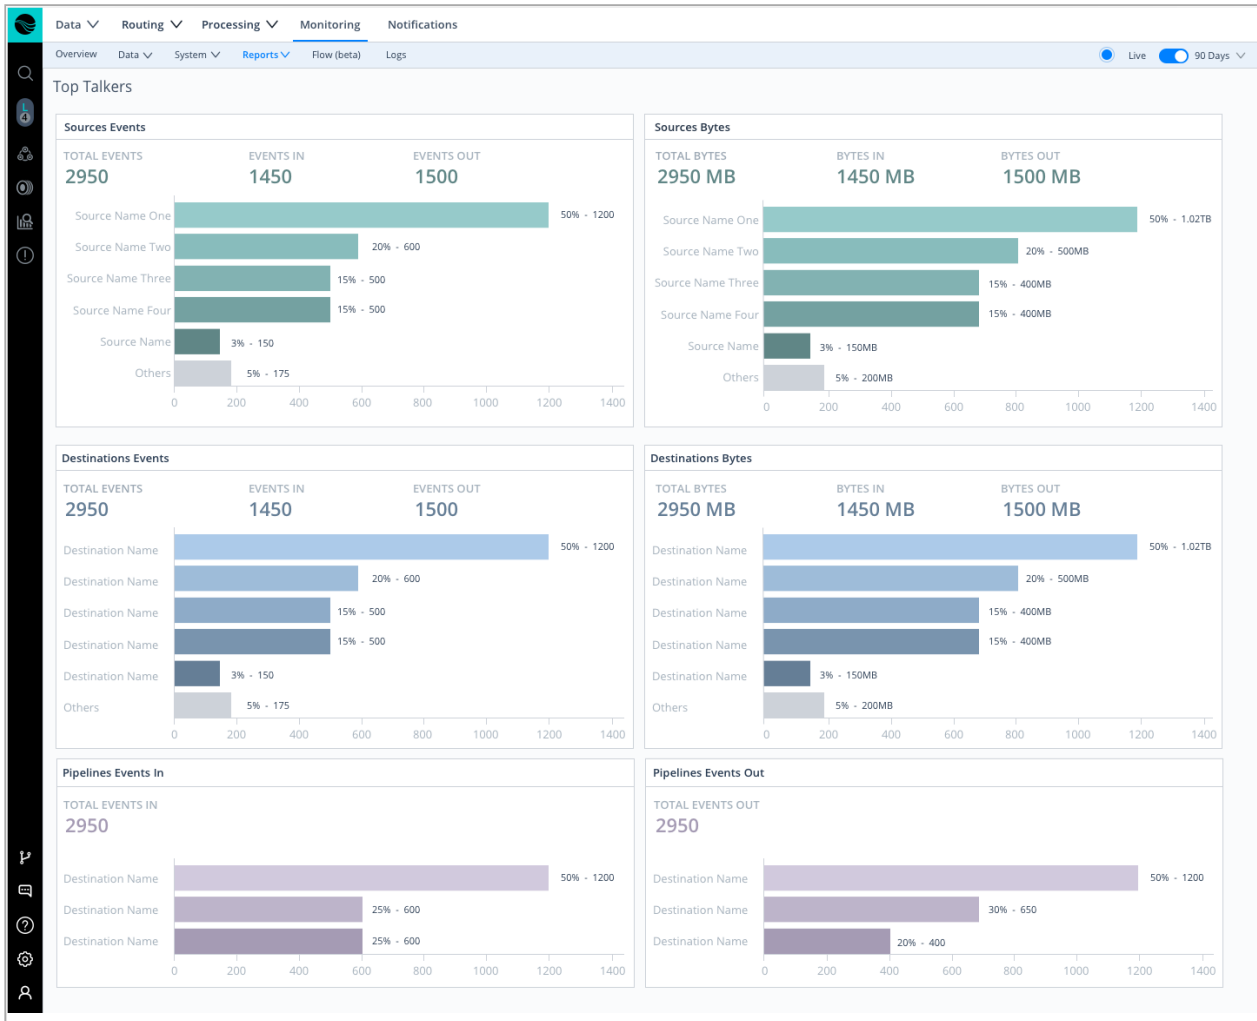 Data Routing Processing Monitoring Notifications
Overview Data System Reports Flow (beta) Logs Live 90 Days
Top Talkers
L
4
Sources Events
TOTAL EVENTS EVENTS IN EVENTS OUT
2950 1450 1500
Source Name One 50% - 1200
Source Name Two 20% - 600
Source Name Three 15% - 500
Source Name Four 15% - 500
Source Name 3% - 150
Others 5% - 175
0 200 400 600 800 1000 1200 1400
Sources Bytes
TOTAL BYTES BYTES IN BYTES OUT
2950 MB 1450 MB 1500 MB
Source Name One 50% - 1.02TB
Source Name Two 20% - 500MB
Source Name Three 15% - 400MB
Source Name Four 15% - 400MB
Source Name 3% - 150MB
Others 5% - 200MB
0 200 400 600 800 1000 1200 1400
Destinations Events
TOTAL EVENTS EVENTS IN EVENTS OUT
2950 1450 1500
Destination Name 50% - 1200
Destination Name 20% - 600
Destination Name 15% - 500
Destination Name 15% - 500
Destination Name 3% - 150
Others 5% - 175
0 200 400 600 800 1000 1200 1400
Destinations Bytes
TOTAL BYTES BYTES IN BYTES OUT
2950 MB 1450 MB 1500 MB
Destination Name 50% - 1.02TB
Destination Name 20% - 500MB
Destination Name 15% - 400MB
Destination Name 15% - 400MB
Destination Name 3% - 150MB
Others 5% - 200MB
0 200 400 600 800 1000 1200 1400
Pipelines Events In
TOTAL EVENTS IN
2950
Destination Name 50% - 1200
Destination Name 25% - 600
Destination Name 25% - 600
0 200 400 600 800 1000 1200 1400
Pipelines Events Out
TOTAL EVENTS OUT
2950
Destination Name 50% - 1200
Destination Name 30% - 650
Destination Name 20% - 400
0 200 400 600 800 1000 1200 1400